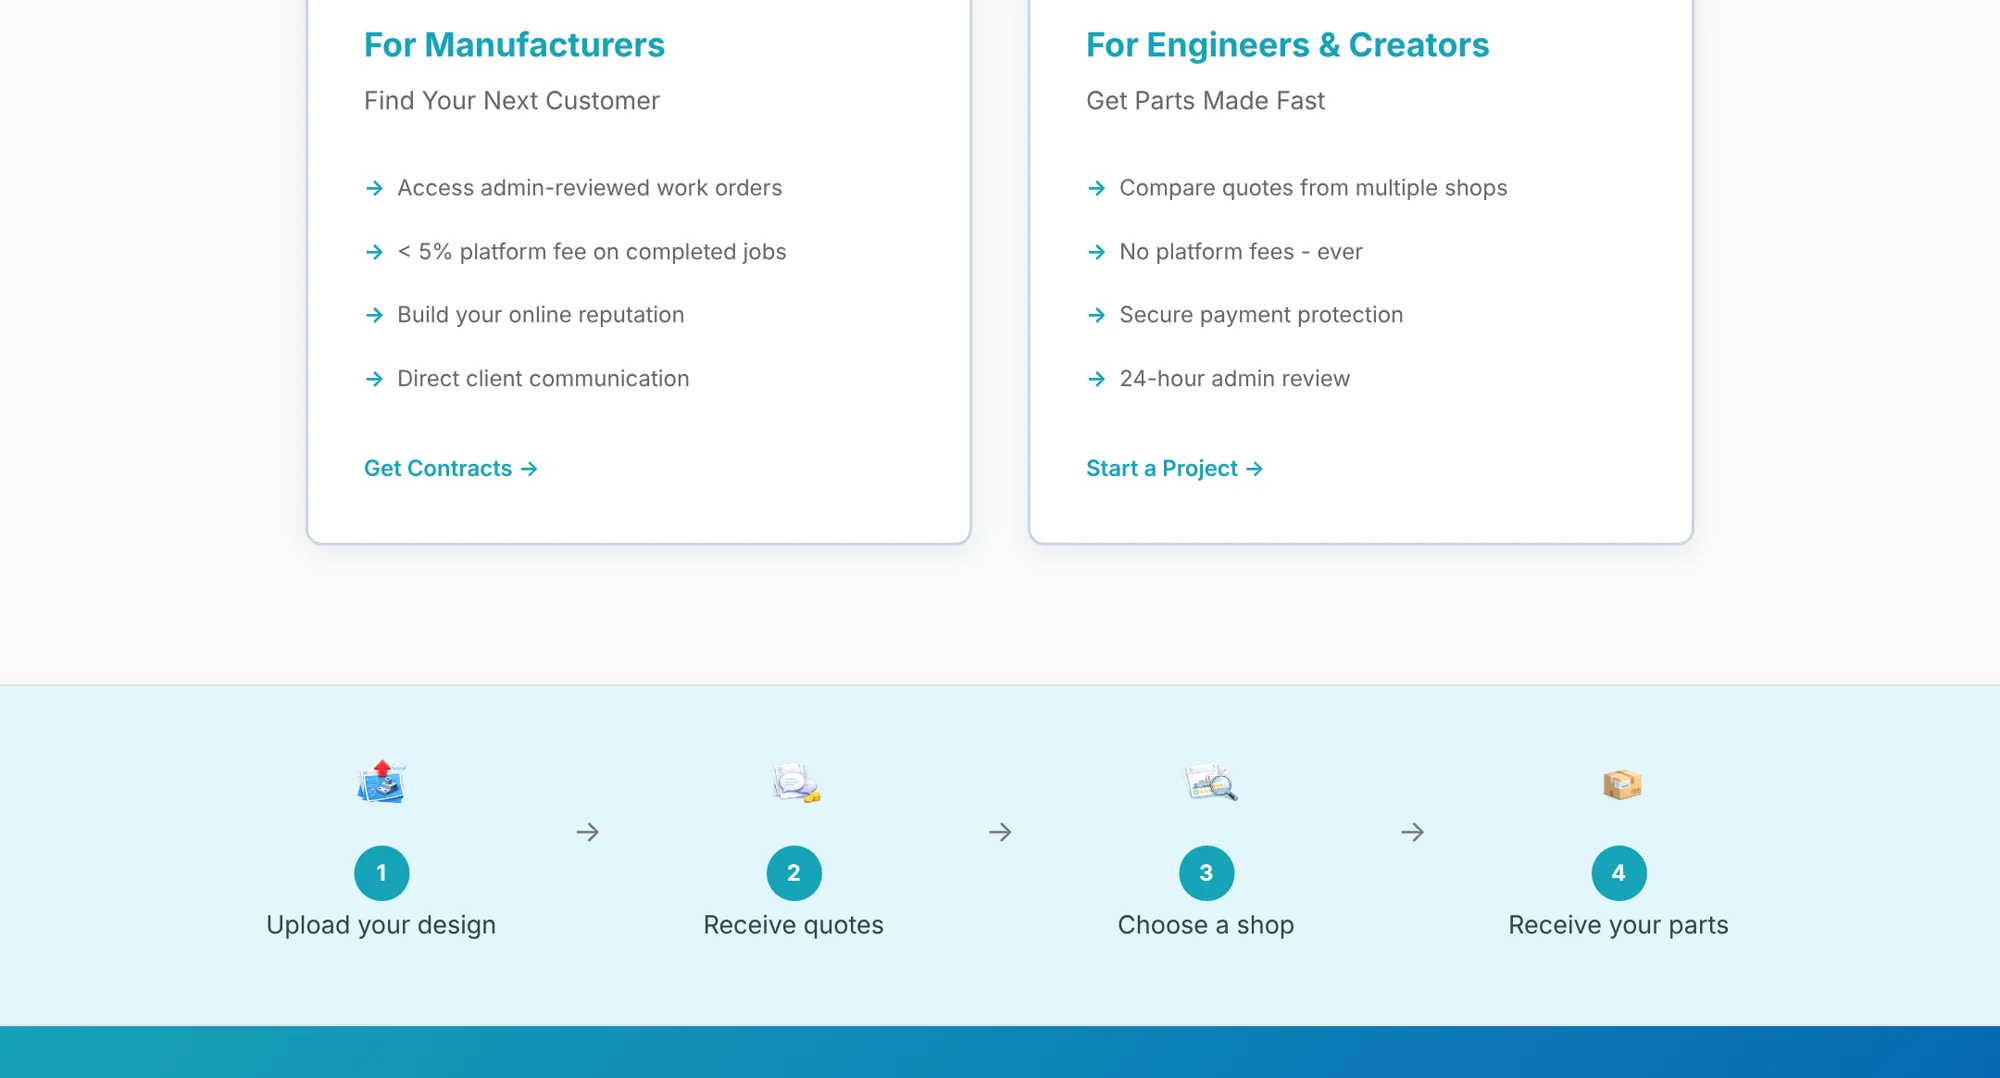 For Manufacturers
Find Your Next Customer
→ Access admin-reviewed work orders
→ < 5% platform fee on completed jobs
→ Build your online reputation
→ Direct client communication
Get Contracts →
For Engineers & Creators
Get Parts Made Fast
→ Compare quotes from multiple shops
→ No platform fees - ever
→ Secure payment protection
→ 24-hour admin review
Start a Project →
1
Upload your design
→
2
Receive quotes
→
3
Choose a shop
→
4
Receive your parts